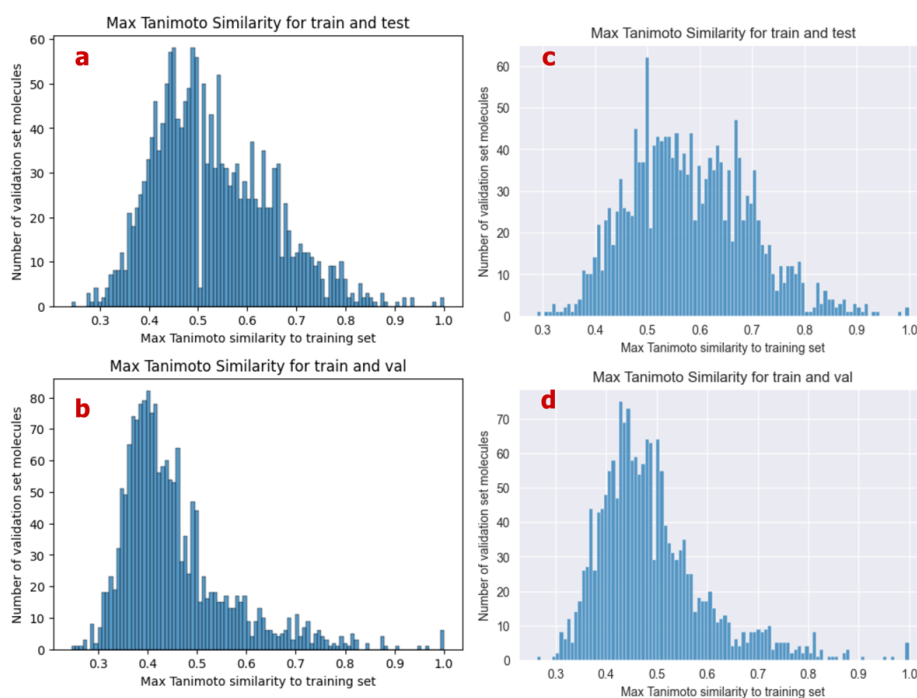 Max Tanimoto Similarity for train and test
a
Number of validation set molecules
60
50
40
30
20
10
0
0.3 0.4 0.5 0.6 0.7 0.8 0.9 1.0
Max Tanimoto similarity to training set
Max Tanimoto Similarity for train and test
c
Number of validation set molecules
60
50
40
30
20
10
0
0.3 0.4 0.5 0.6 0.7 0.8 0.9 1.0
Max Tanimoto similarity to training set
Max Tanimoto Similarity for train and val
b
Number of validation set molecules
80
70
60
50
40
30
20
10
0
0.3 0.4 0.5 0.6 0.7 0.8 0.9 1.0
Max Tanimoto similarity to training set
Max Tanimoto Similarity for train and val
d
Number of validation set molecules
70
60
50
40
30
20
10
0
0.3 0.4 0.5 0.6 0.7 0.8 0.9 1.0
Max Tanimoto similarity to training set